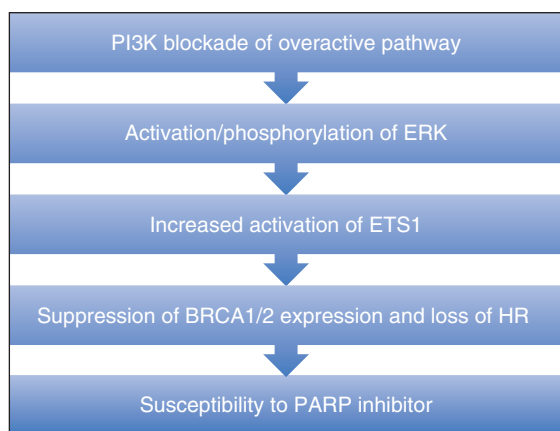 PI3K blockade of overactive pathway
Activation/phosphorylation of ERK
Increased activation of ETS1
Suppression of BRCA1/2 expression and loss of HR
Susceptibility to PARP inhibitor